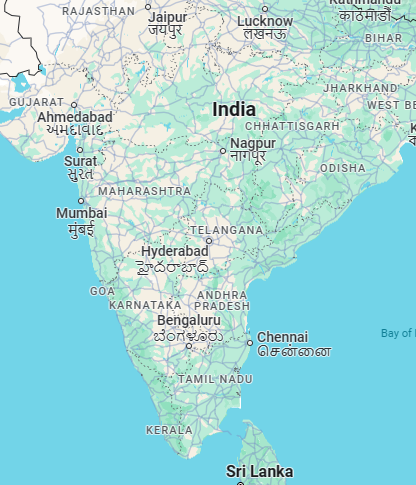 Kathmandu
काठमाडौं
RAJASTHAN
Jaipur
जयपुर
Lucknow
लखनऊ
BIHAR
GUJARAT
Ahmedabad
અમદાવાદ
JHARKHAND
WEST BE
India
CHHATTISGARH
Surat
સુરત
Nagpur
नागपूर
ODISHA
MAHARASHTRA
Mumbai
मुंबई
TELANGANA
Hyderabad
హైదరాబాద్
GOA
KARNATAKA
ANDHRA
PRADESH
Bengaluru
ಬೆಂಗಳೂರು
Chennai
சென்னை
Bay of
TAMIL NADU
KERALA
Sri Lanka